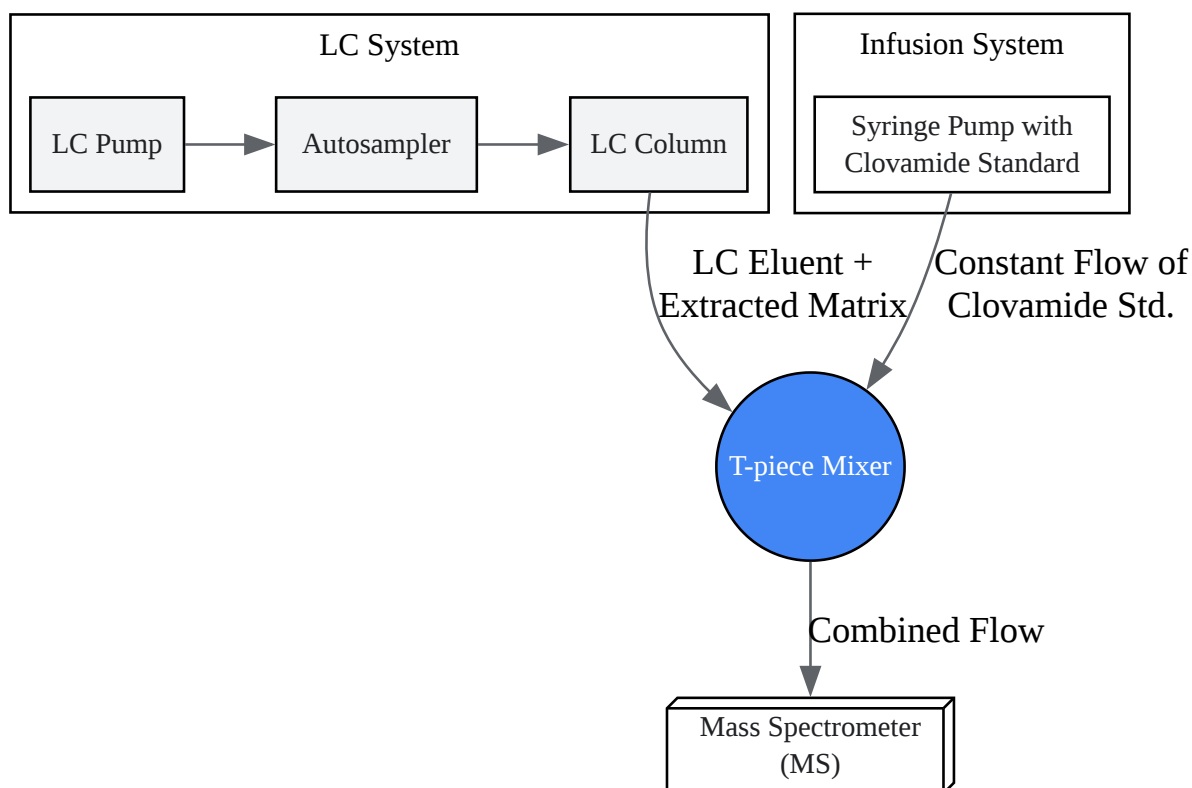 LC System
Infusion System
LC Pump
Autosampler
LC Column
Syringe Pump with
Clovamide Standard
LC Eluent +
Extracted Matrix
Constant Flow of
Clovamide Std.
T-piece Mixer
Combined Flow
Mass Spectrometer
(MS)